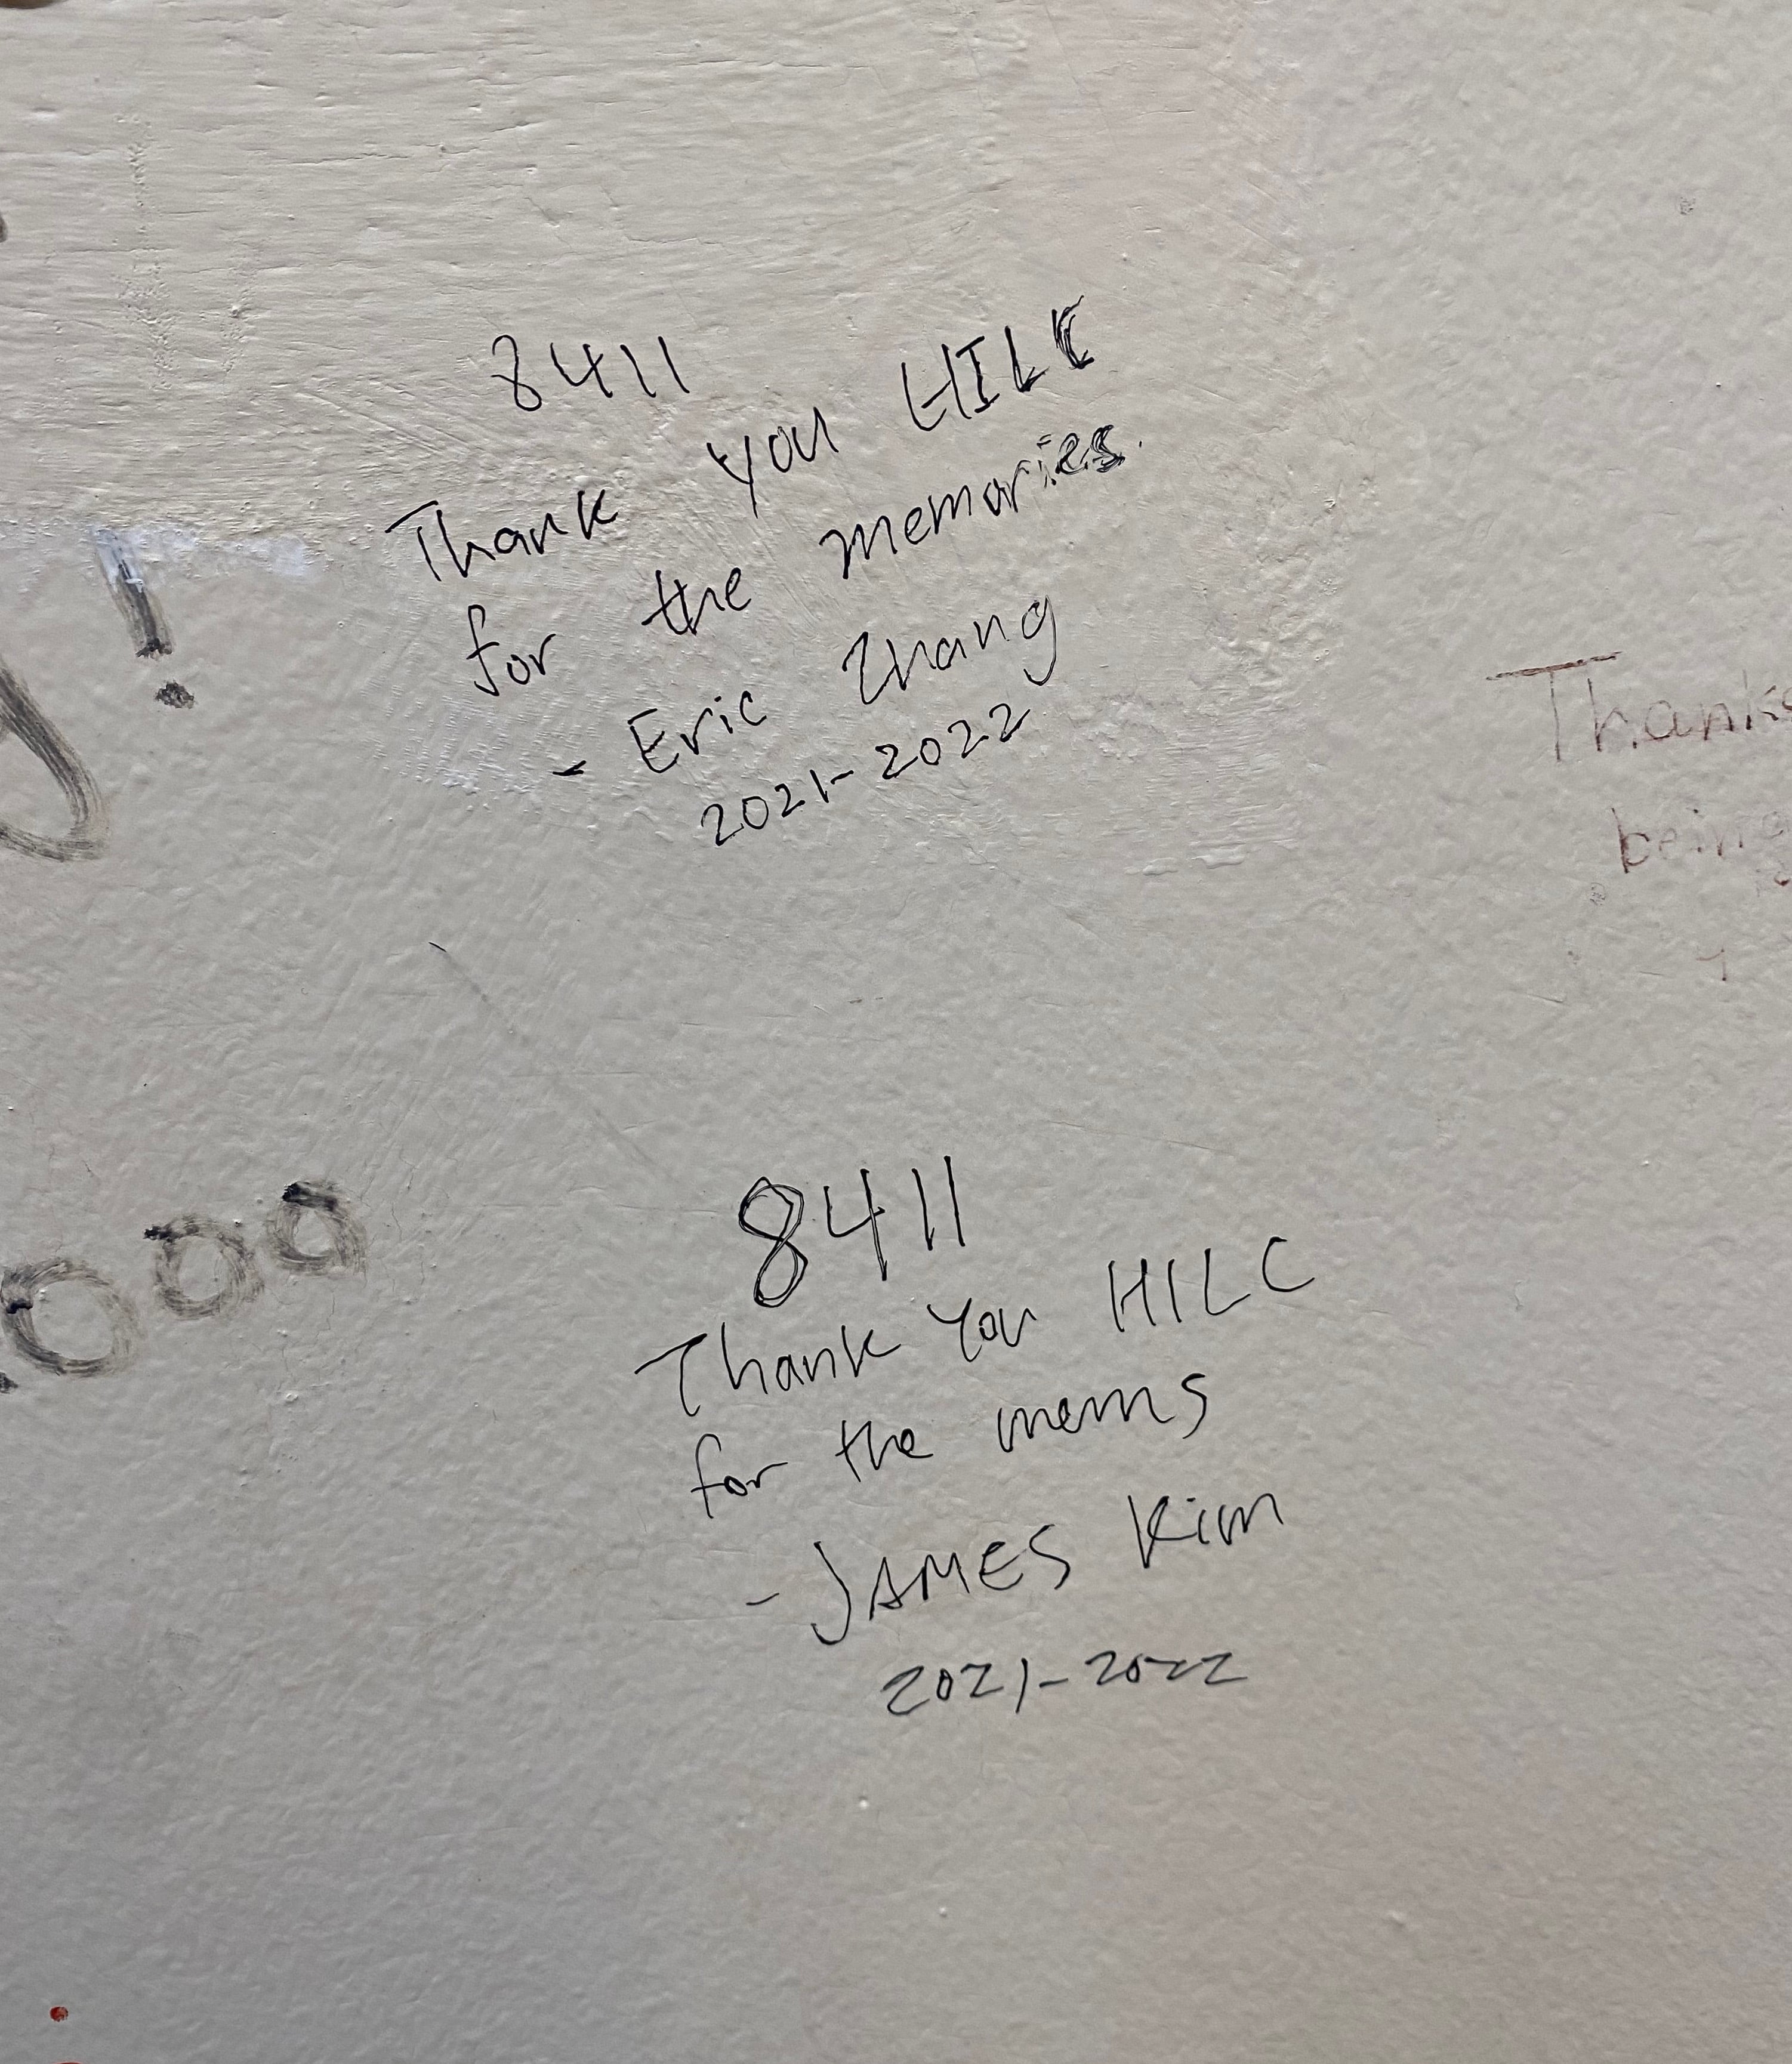 8411
Thank you HILC
for the memories.
- Eric Zhang
2021-2022
!
Thank
being
000
8411
Thank You HILC
for the mems
- JAMES Kim
2021-2022